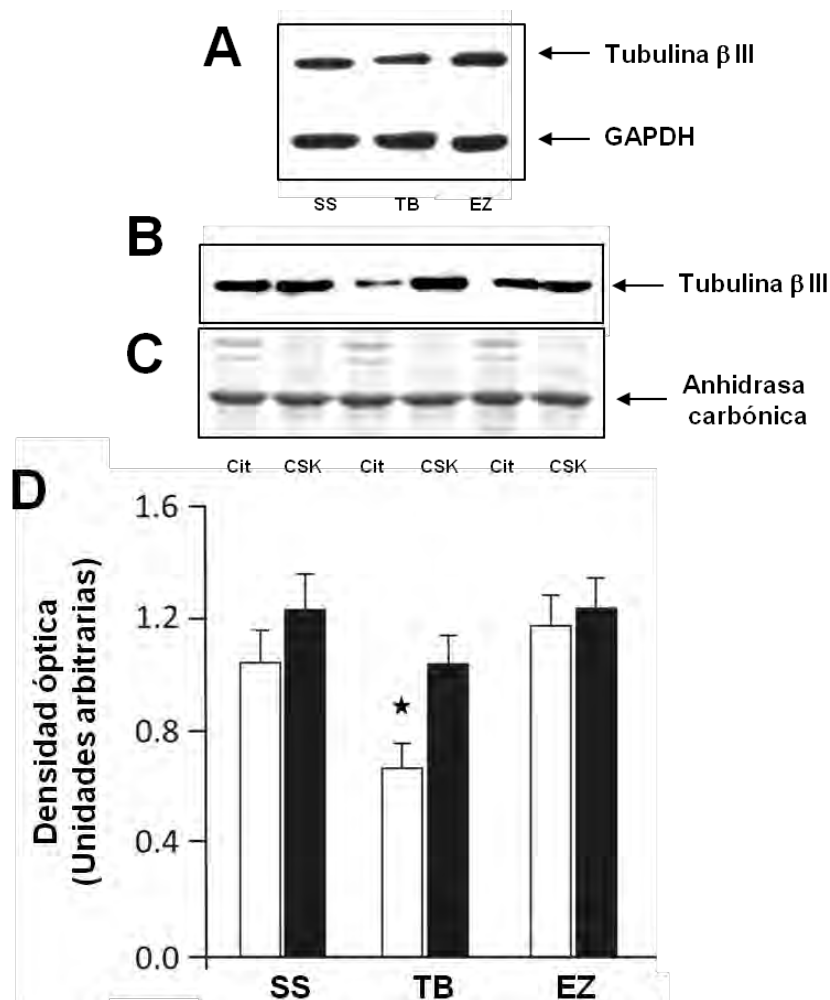 A
Tubulina β III
GAPDH
SS TB EZ
B
Tubulina β III
C
Anhidrasa
carbónica
Cit CSK Cit CSK Cit CSK
D
Densidad óptica
(Unidades arbitrarias)
1.6
1.2
0.8
0.4
0.0
★
SS TB EZ